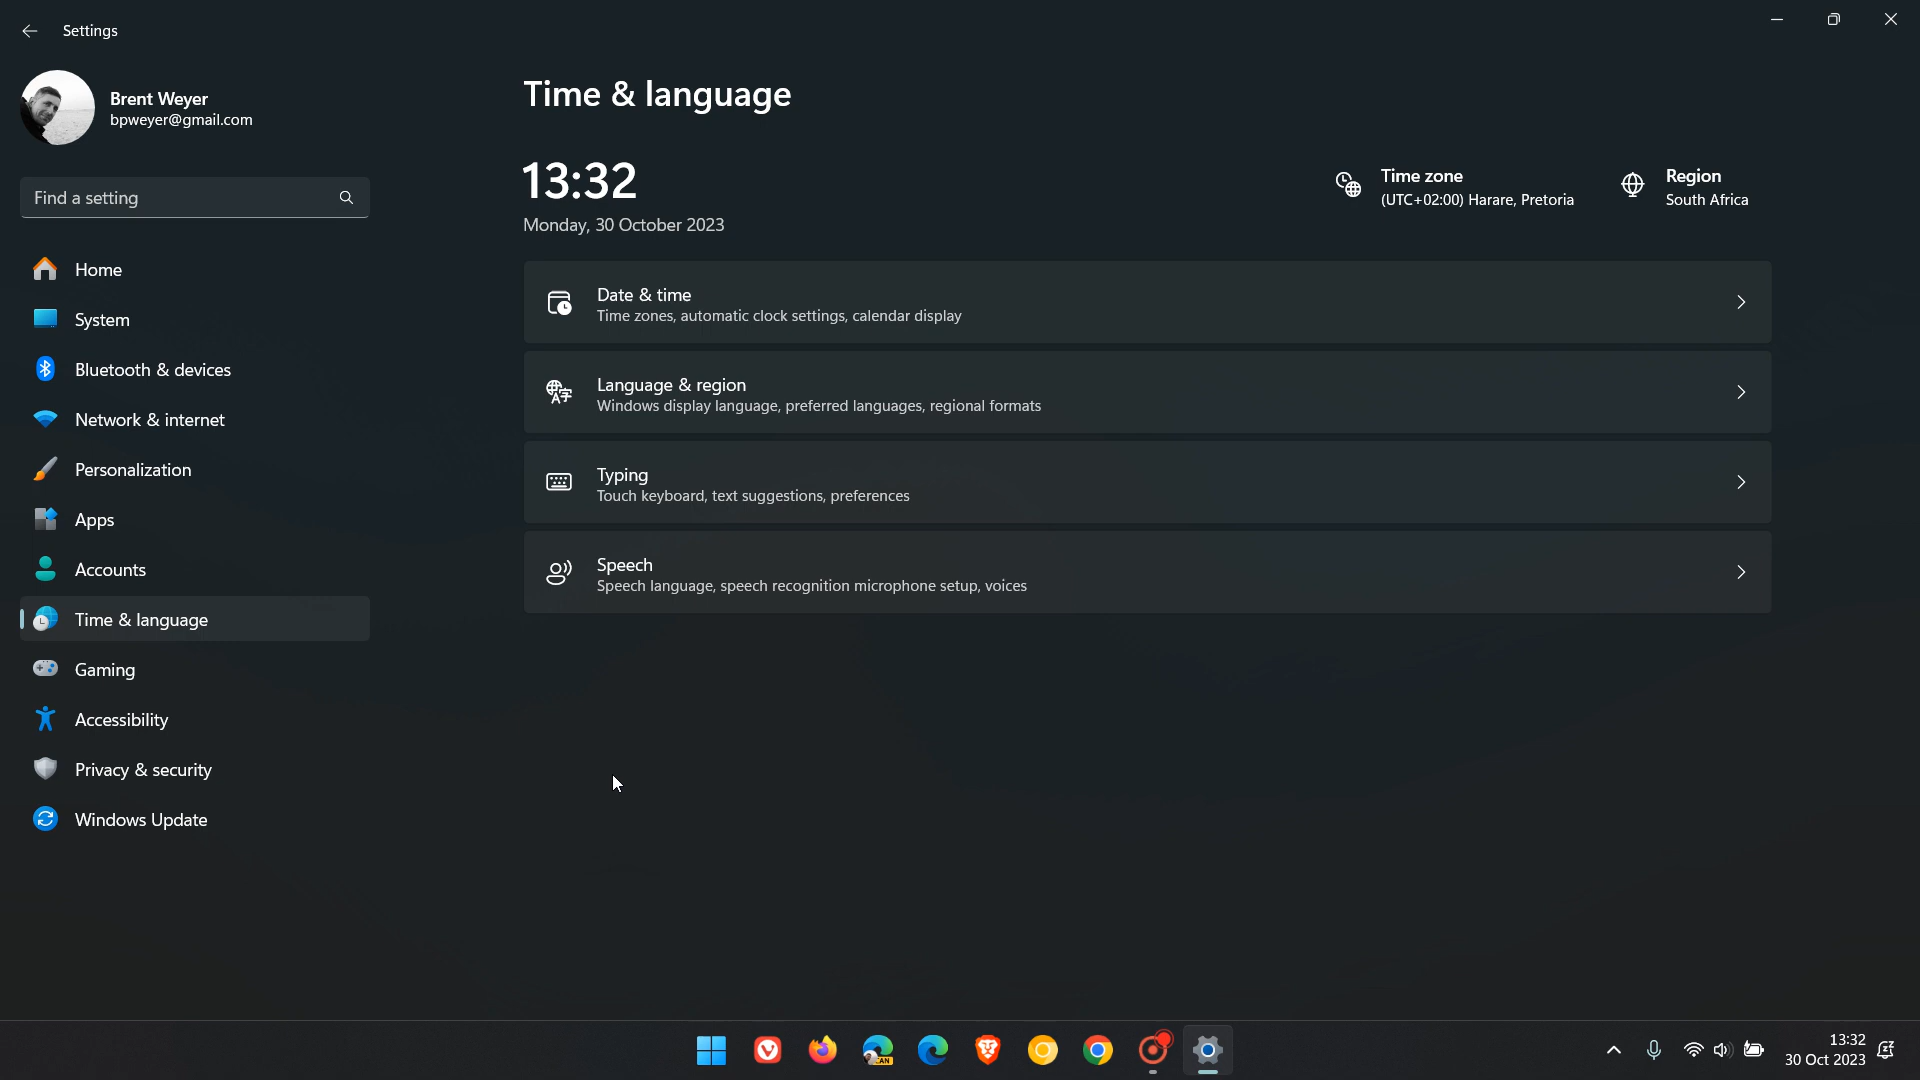 Settings
Brent Weyer
bpweyer@gmail.com
Find a setting
Home
System
Bluetooth & devices
Network & internet
Personalization
Apps
Accounts
Time & language
Gaming
Accessibility
Privacy & security
Windows Update
Time & language
13:32
Monday, 30 October 2023
Time zone
(UTC+02:00) Harare, Pretoria
Region
South Africa
Date & time
Time zones, automatic clock settings, calendar display
Language & region
Windows display language, preferred languages, regional formats
Typing
Touch keyboard, text suggestions, preferences
Speech
Speech language, speech recognition microphone setup, voices
CAN
13:32
30 Oct 2023